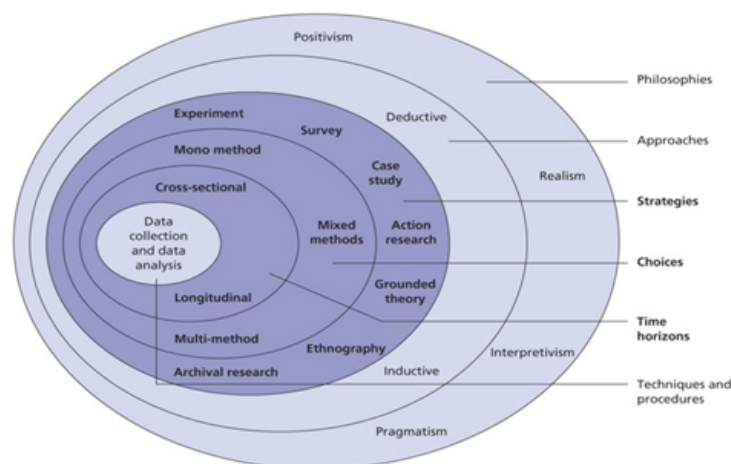 Positivism
Philosophies
Experiment
Deductive
Survey
Approaches
Mono method
Case
study
Realism
Cross-sectional
Strategies
Data
collection
and data
analysis
Mixed
methods
Action
research
Choices
Longitudinal
Grounded
theory
Time
horizons
Multi-method
Ethnography
Interpretivism
Archival research
Inductive
Techniques and
procedures
Pragmatism